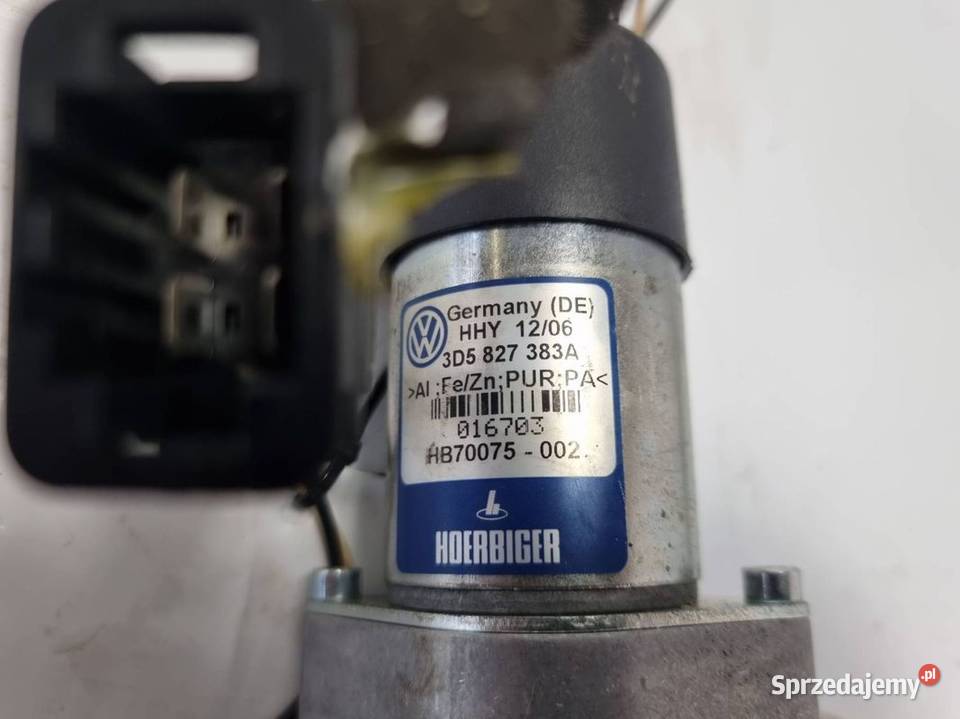 Germany (DE)
HHY 12/06
3D5 827 383A
>Al ;Fe/Zn;PUR;PA<
016703
HB70075 - 002.
HOERBIGER
Sprzedajemy.pl